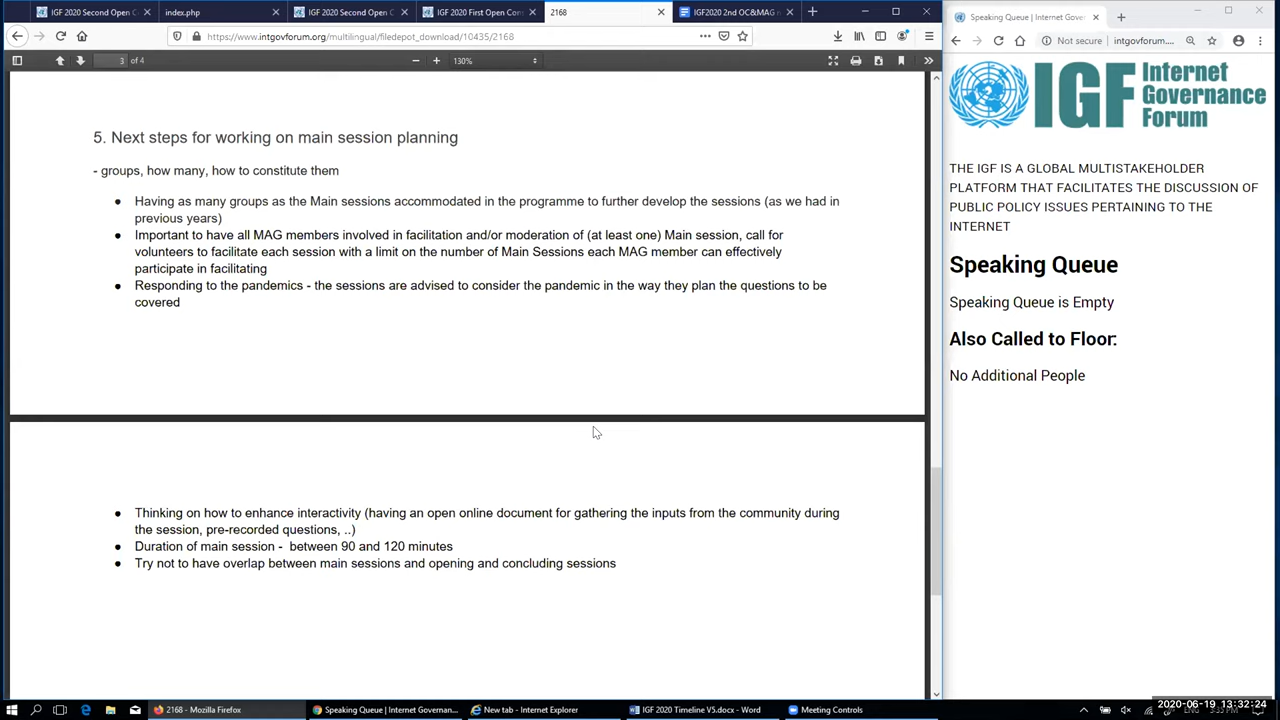 IGF 2020 Second Open C
index.php
IGF 2020 Second Open C
IGF 2020 First Open Con
2168
IGF2020 2nd OC&MAG m
https://www.intgovforum.org/multilingual/filedepot_download/10435/2168
3 of 4
130%
5. Next steps for working on main session planning
- groups, how many, how to constitute them
● Having as many groups as the Main sessions accommodated in the programme to further develop the sessions (as we had in
previous years)
● Important to have all MAG members involved in facilitation and/or moderation of (at least one) Main session, call for
volunteers to facilitate each session with a limit on the number of Main Sessions each MAG member can effectively
participate in facilitating
● Responding to the pandemics - the sessions are advised to consider the pandemic in the way they plan the questions to be
covered
● Thinking on how to enhance interactivity (having an open online document for gathering the inputs from the community during
the session, pre-recorded questions, ..)
● Duration of main session - between 90 and 120 minutes
● Try not to have overlap between main sessions and opening and concluding sessions
Speaking Queue | Internet Gover
Not secure | intgovforum....
IGF Internet
Governance
Forum
THE IGF IS A GLOBAL MULTISTAKEHOLDER
PLATFORM THAT FACILITATES THE DISCUSSION OF
PUBLIC POLICY ISSUES PERTAINING TO THE
INTERNET
Speaking Queue
Speaking Queue is Empty
Also Called to Floor:
No Additional People
2168 - Mozilla Firefox
Speaking Queue | Internet Governan...
New tab - Internet Explorer
IGF 2020 Timeline V5.docx - Word
Meeting Controls
ENG
2020-06-19 13:32:24